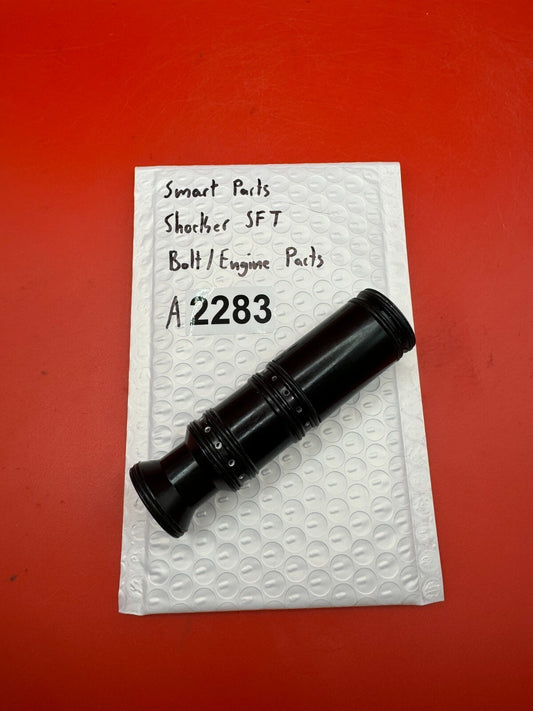 Smart Parts
Shocker SFT
Bolt/Engine Parts
A 2283